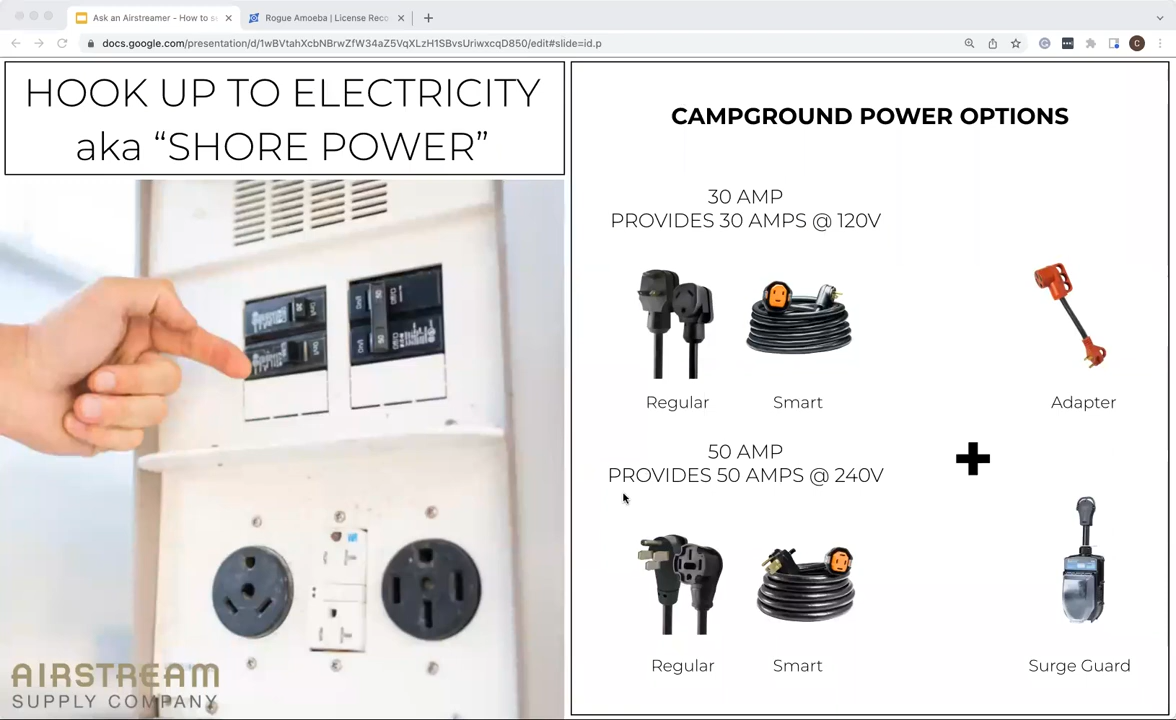 Ask an Airstreamer - How to se
Rogue Amoeba | License Reco
docs.google.com/presentation/d/1wBVtahXcbNBrwZfW34aZ5VqXLzH1SBvsUriwxcqD850/edit#slide=id.p
C
HOOK UP TO ELECTRICITY
aka “SHORE POWER”
CAMPGROUND POWER OPTIONS
30 AMP
PROVIDES 30 AMPS @ 120V
Regular
Smart
Adapter
50 AMP
PROVIDES 50 AMPS @ 240V
Regular
Smart
Surge Guard
AIRSTREAM
SUPPLY COMPANY